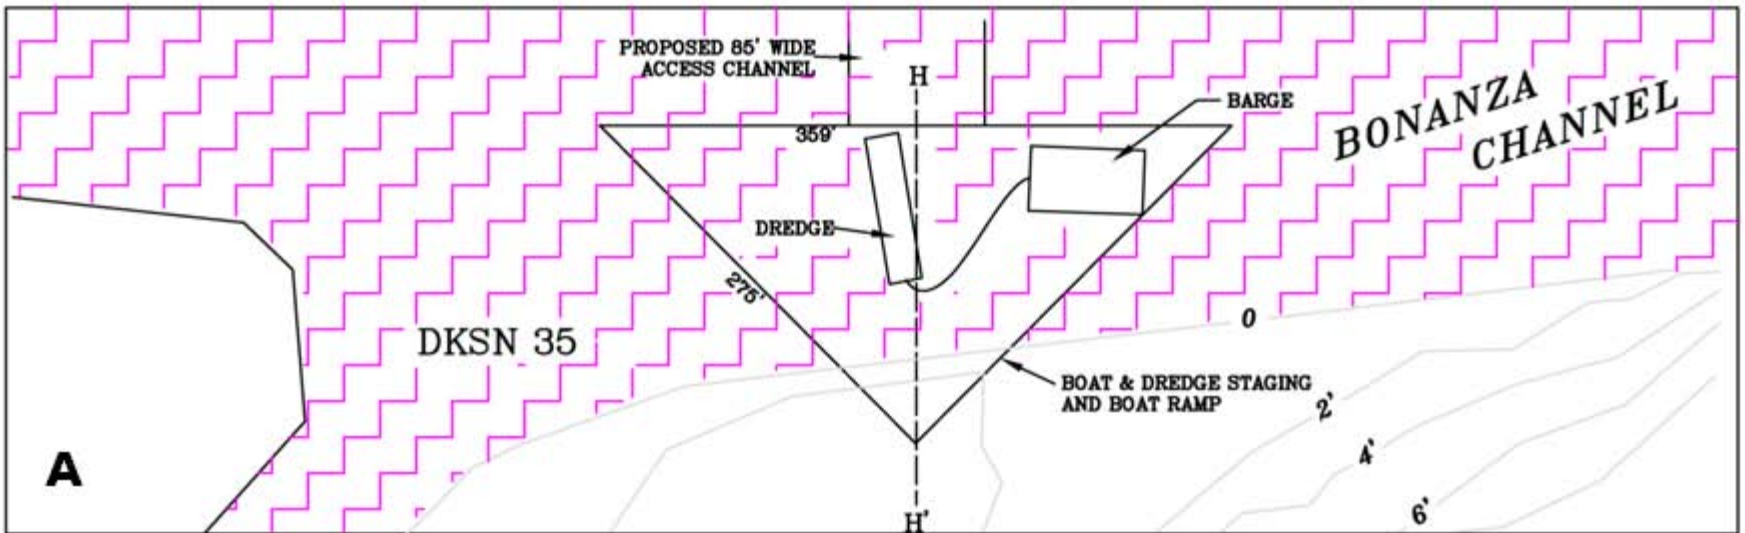 PROPOSED 85' WIDE
ACCESS CHANNEL
H
BARGE
BONANZA
CHANNEL
359'
DREDGE
275'
DKSN 35
0
BOAT & DREDGE STAGING
AND BOAT RAMP
2'
4'
6'
A
H'